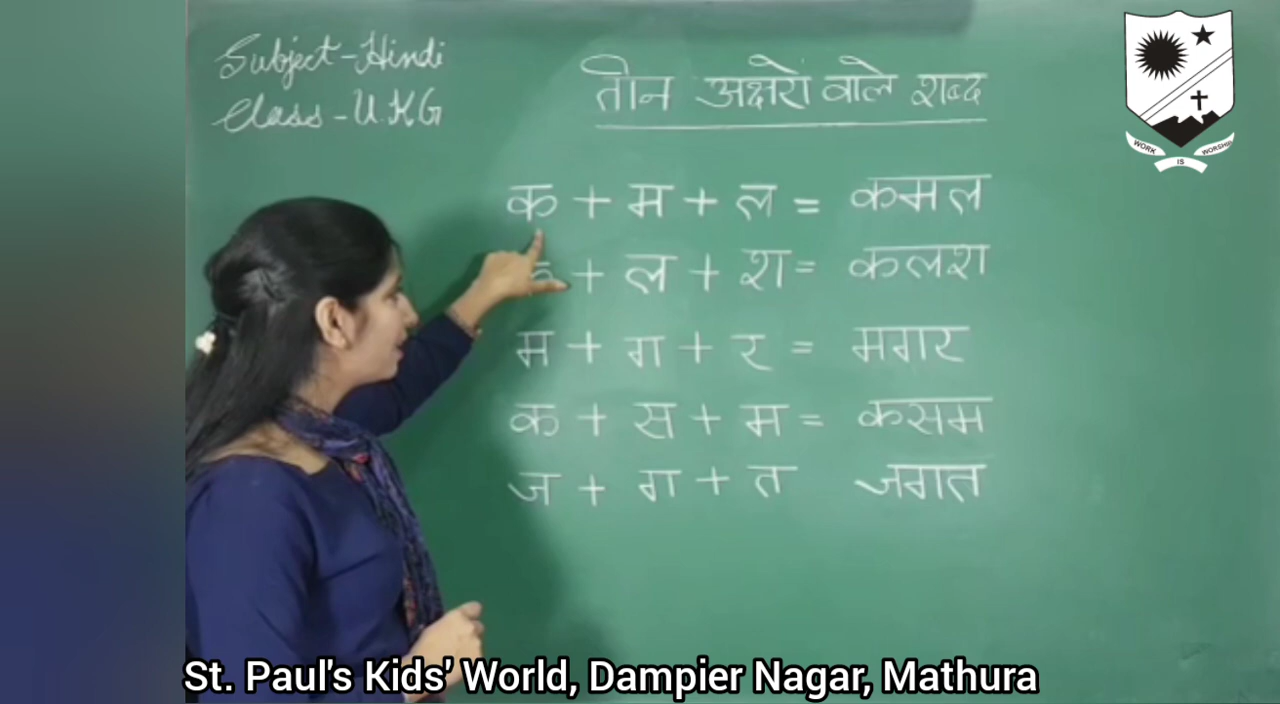 Subject - Hindi
Class - U.K.G
तीन अक्षरों वाले शब्द
क + म + ल = कमल
+ ल + श = कलश
म + ग + र = मगर
क + स + म = कसम
ज + ग + त जगत
WORK IS WORSHIP
St. Paul's Kids' World, Dampier Nagar, Mathura